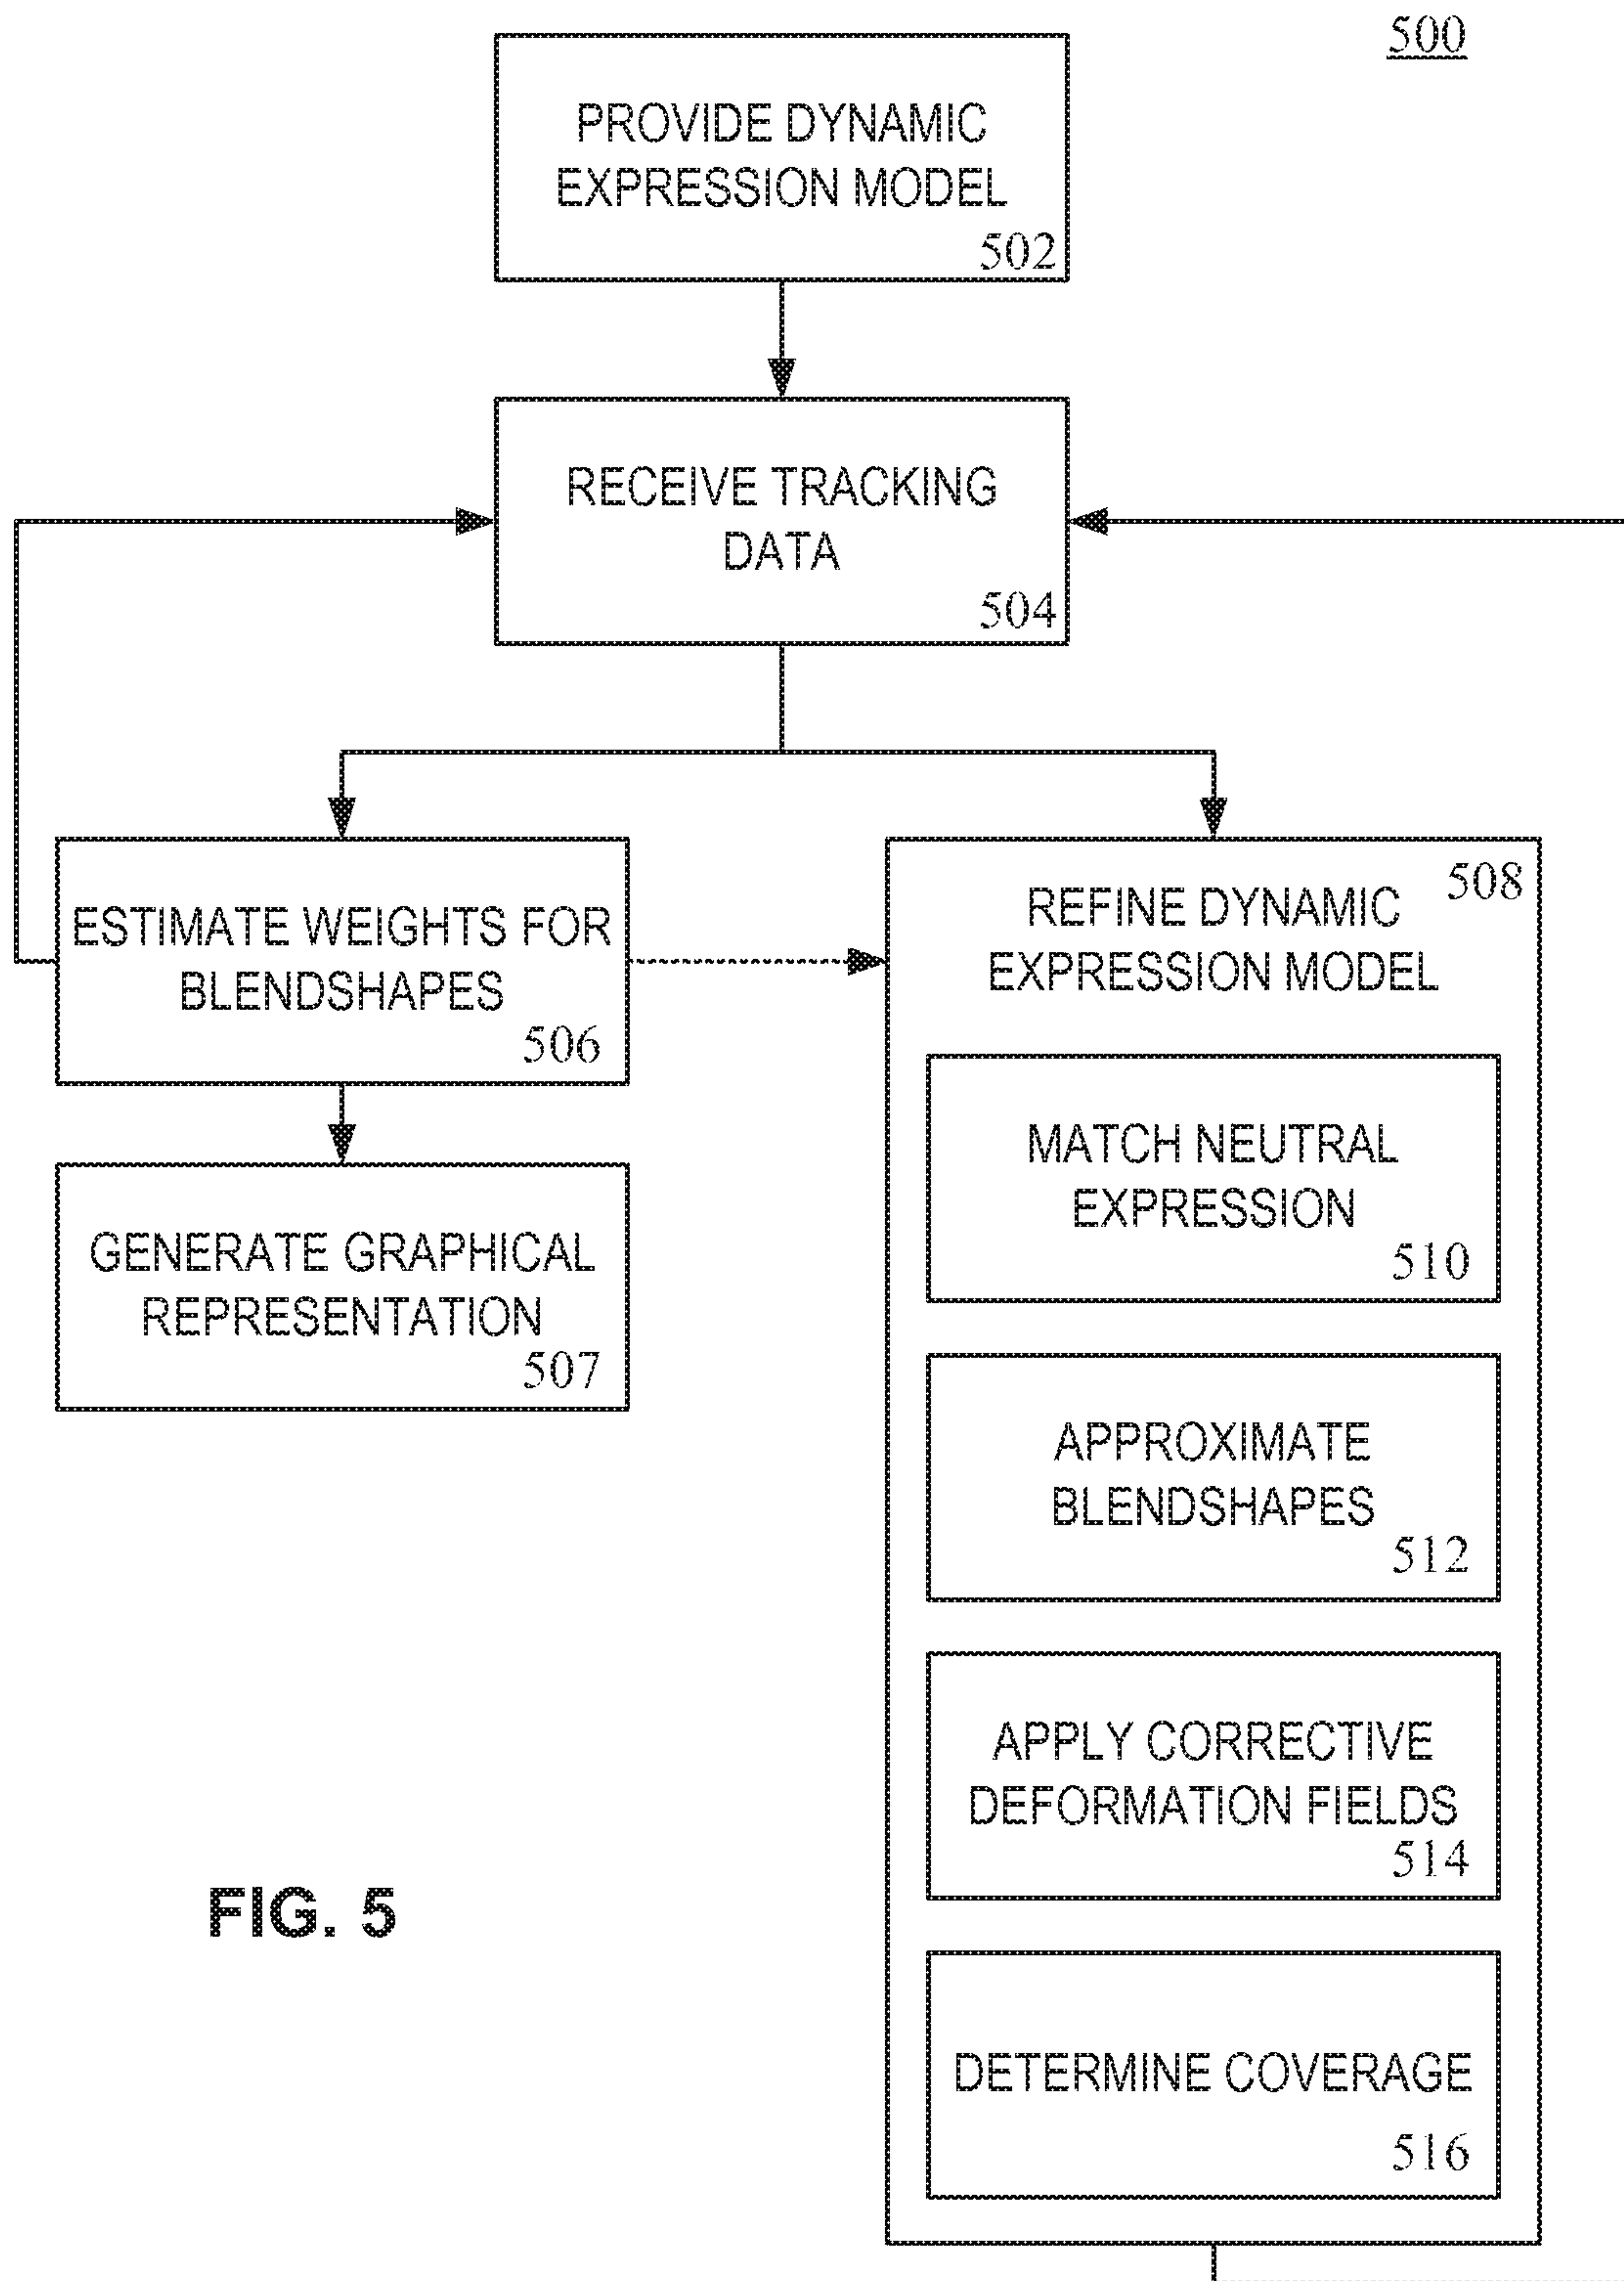 500
PROVIDE DYNAMIC
EXPRESSION MODEL
502
RECEIVE TRACKING
DATA
504
ESTIMATE WEIGHTS FOR
BLENDSHAPES
506
GENERATE GRAPHICAL
REPRESENTATION
507
508
REFINE DYNAMIC
EXPRESSION MODEL
MATCH NEUTRAL
EXPRESSION
510
APPROXIMATE
BLENDSHAPES
512
APPLY CORRECTIVE
DEFORMATION FIELDS
514
DETERMINE COVERAGE
516
FIG. 5